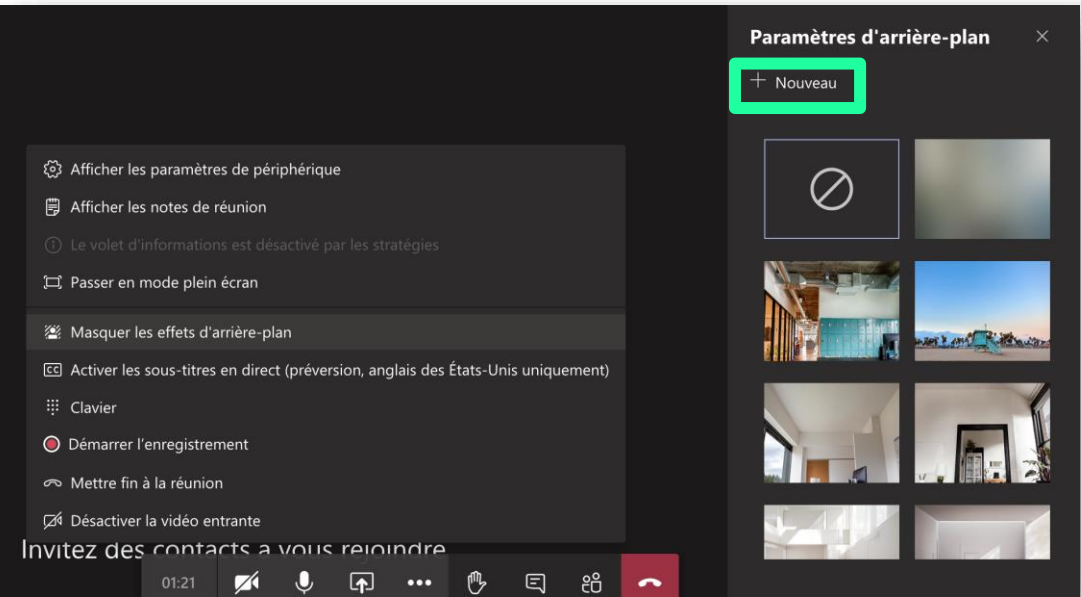 Paramètres d'arrière-plan
Nouveau
Afficher les paramètres de périphérique
Afficher les notes de réunion
Le volet d'informations est désactivé par les stratégies
Passer en mode plein écran
Masquer les effets d'arrière-plan
CC Activer les sous-titres en direct (préversion, anglais des États-Unis uniquement)
Clavier
Démarrer l'enregistrement
Mettre fin à la réunion
Désactiver la vidéo entrante
Invitez des contacts à vous rejoindre
01:21